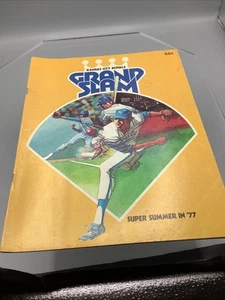 KANSAS CITY ROYALS
GRAND
SLAM
SUPER SUMMER IN '77